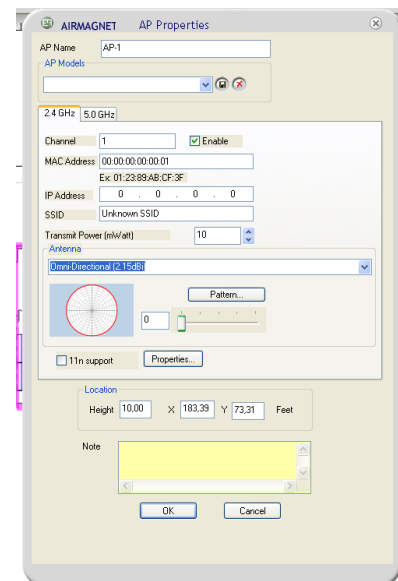 AIRMAGNET AP Properties
AP Name AP-1
AP Models
2.4 GHz 5.0 GHz
Channel 1 Enable
MAC Address 00:00:00:00:00:01
Ex: 01:23:89:AB:CF:3F
IP Address 0 . 0 . 0 . 0
SSID Unknown SSID
Transmit Power (mWatt) 10
Antenna
Omni-Directional (2.15dBi)
Pattern...
0
11n support Properties...
Location
Height 10,00 X 183,39 Y 73,31 Feet
Note
OK Cancel